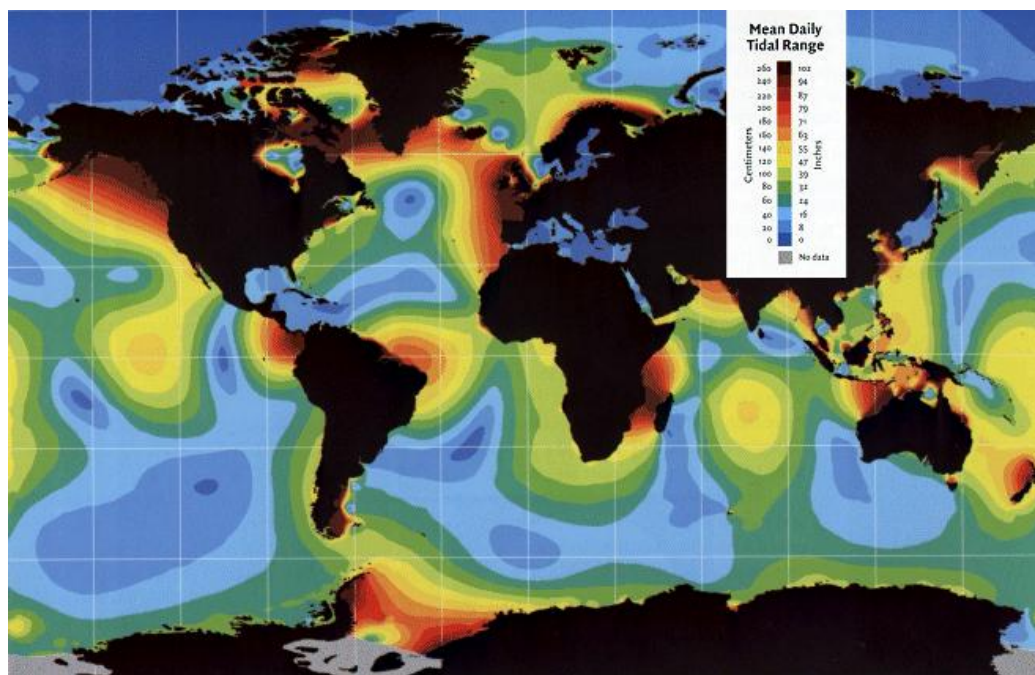 Mean Daily
Tidal Range
260 102
240 94
220 87
200 79
180 71
160 63
140 55
120 47
100 39
80 32
60 24
40 16
20 8
0 0
Centimeters
Inches
No data